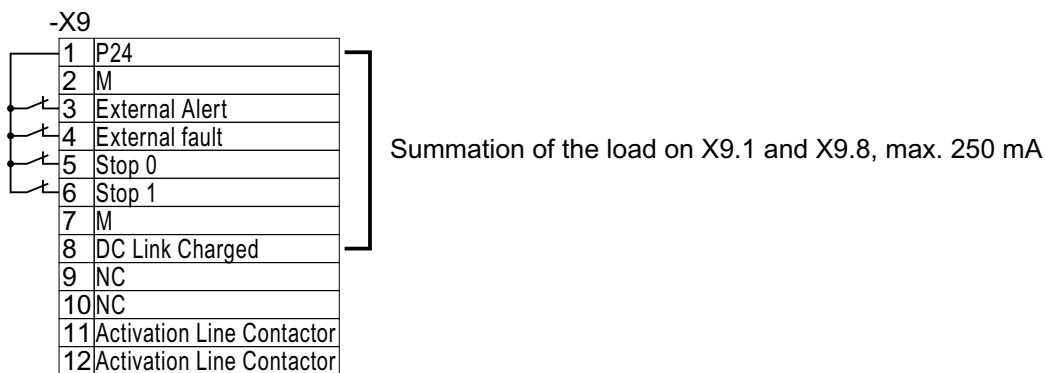 -X9
1 P24
2 M
3 External Alert
4 External fault
5 Stop 0
6 Stop 1
7 M
8 DC Link Charged
9 NC
10 NC
11 Activation Line Contactor
12 Activation Line Contactor
Summation of the load on X9.1 and X9.8, max. 250 mA